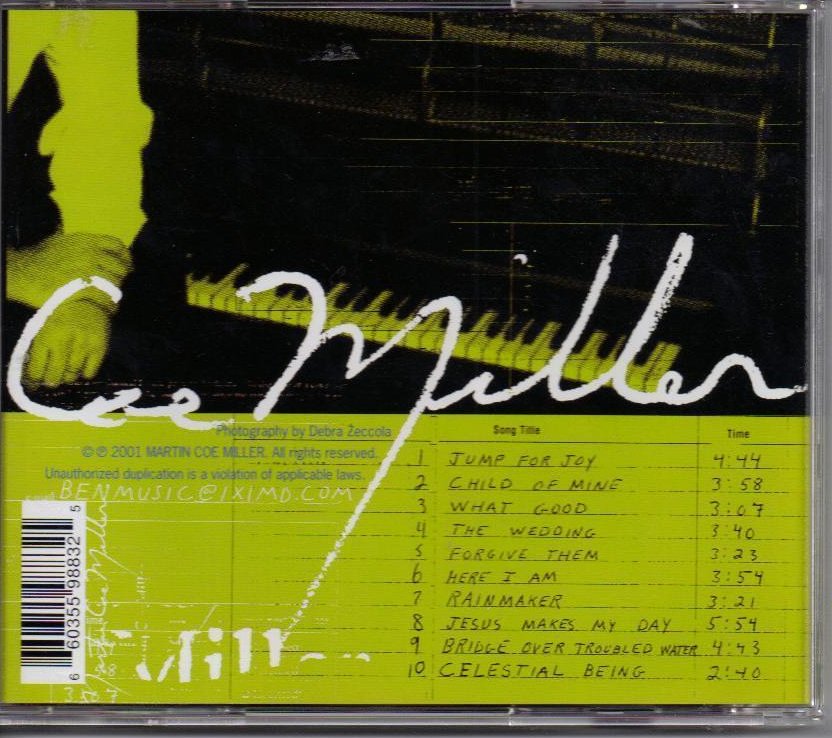 Coe Miller
Photography by Debra Zeccola
© ℗ 2001 MARTIN COE MILLER. All rights reserved.
Unauthorized duplication is a violation of applicable laws.
BENMUSIC@IXIMD.COM
Song Title Time
1 JUMP FOR JOY 4:44
2 CHILD OF MINE 3:58
3 WHAT GOOD 3:07
4 THE WEDDING 3:40
5 FORGIVE THEM 3:23
6 HERE I AM 3:54
7 RAINMAKER 3:21
8 JESUS MAKES MY DAY 5:54
9 BRIDGE OVER TROUBLED WATER 4:43
10 CELESTIAL BEING 2:40
6 60355 98832 5
Coe Miller
Mill